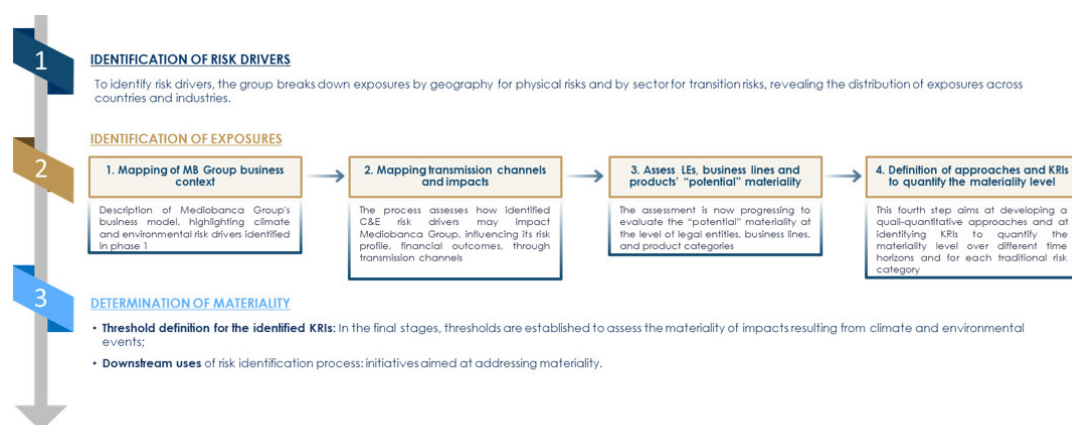 1
IDENTIFICATION OF RISK DRIVERS
To identify risk drivers, the group breaks down exposures by geography for physical risks and by sector for transition risks, revealing the distribution of exposures across
countries and industries.
2
IDENTIFICATION OF EXPOSURES
1. Mapping of MB Group business
context
Description of Mediobanca Group's
business model, highlighting climate
and environmental risk drivers identified
in phase 1
2. Mapping transmission channels
and impacts
The process assesses how identified
C&E risk drivers may impact
Mediobanca Group, influencing its risk
profile, financial outcomes, through
transmission channels
3. Assess LEs, business lines and
products' "potential" materiality
The assessment is now progressing to
evaluate the "potential" materiality at
the level of legal entities, business lines,
and product categories
4. Definition of approaches and KRIs
to quantify the materiality level
This fourth step aims at developing a
quali-quantitative approaches and at
identifying KRIs to quantify the
materiality level over different time
horizons and for each traditional risk
category
3
DETERMINATION OF MATERIALITY
• Threshold definition for the identified KRIs: In the final stages, thresholds are established to assess the materiality of impacts resulting from climate and environmental
events;
• Downstream uses of risk identification process: initiatives aimed at addressing materiality.